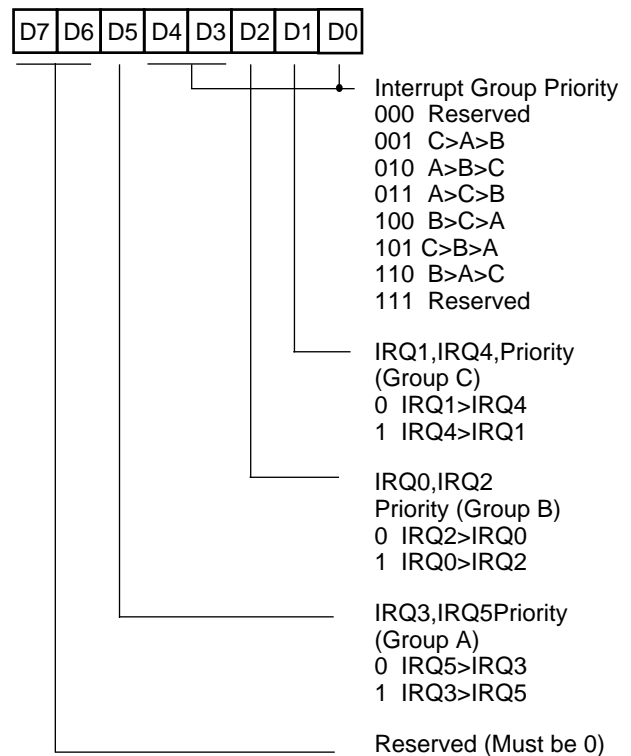 D7 D6 D5 D4 D3 D2 D1 D0
Interrupt Group Priority
000 Reserved
001 C>A>B
010 A>B>C
011 A>C>B
100 B>C>A
101 C>B>A
110 B>A>C
111 Reserved
IRQ1,IRQ4,Priority
(Group C)
0 IRQ1>IRQ4
1 IRQ4>IRQ1
IRQ0,IRQ2
Priority (Group B)
0 IRQ2>IRQ0
1 IRQ0>IRQ2
IRQ3,IRQ5Priority
(Group A)
0 IRQ5>IRQ3
1 IRQ3>IRQ5
Reserved (Must be 0)